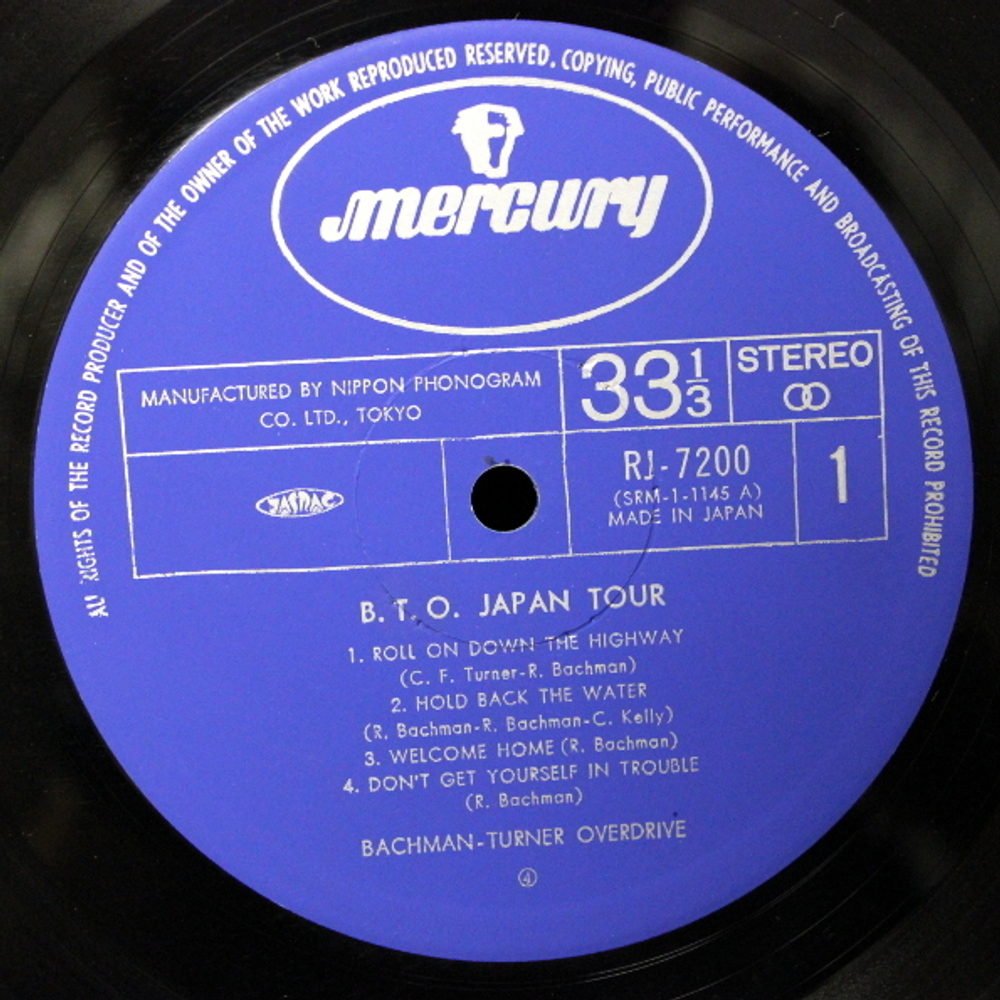 ALL RIGHTS OF THE RECORD PRODUCER AND OF THE OWNER OF THE WORK REPRODUCED RESERVED. COPYING, PUBLIC PERFORMANCE AND BROADCASTING OF THIS RECORD PROHIBITED
mercury
MANUFACTURED BY NIPPON PHONOGRAM
CO. LTD., TOKYO
33 1/3
STEREO
JASRAC
RJ-7200
(SRM-1-1145 A)
MADE IN JAPAN
1
B. T. O. JAPAN TOUR
1. ROLL ON DOWN THE HIGHWAY
(C. F. Turner-R. Bachman)
2. HOLD BACK THE WATER
(R. Bachman-R. Bachman-C. Kelly)
3. WELCOME HOME (R. Bachman)
4. DON'T GET YOURSELF IN TROUBLE
(R. Bachman)
BACHMAN-TURNER OVERDRIVE
④